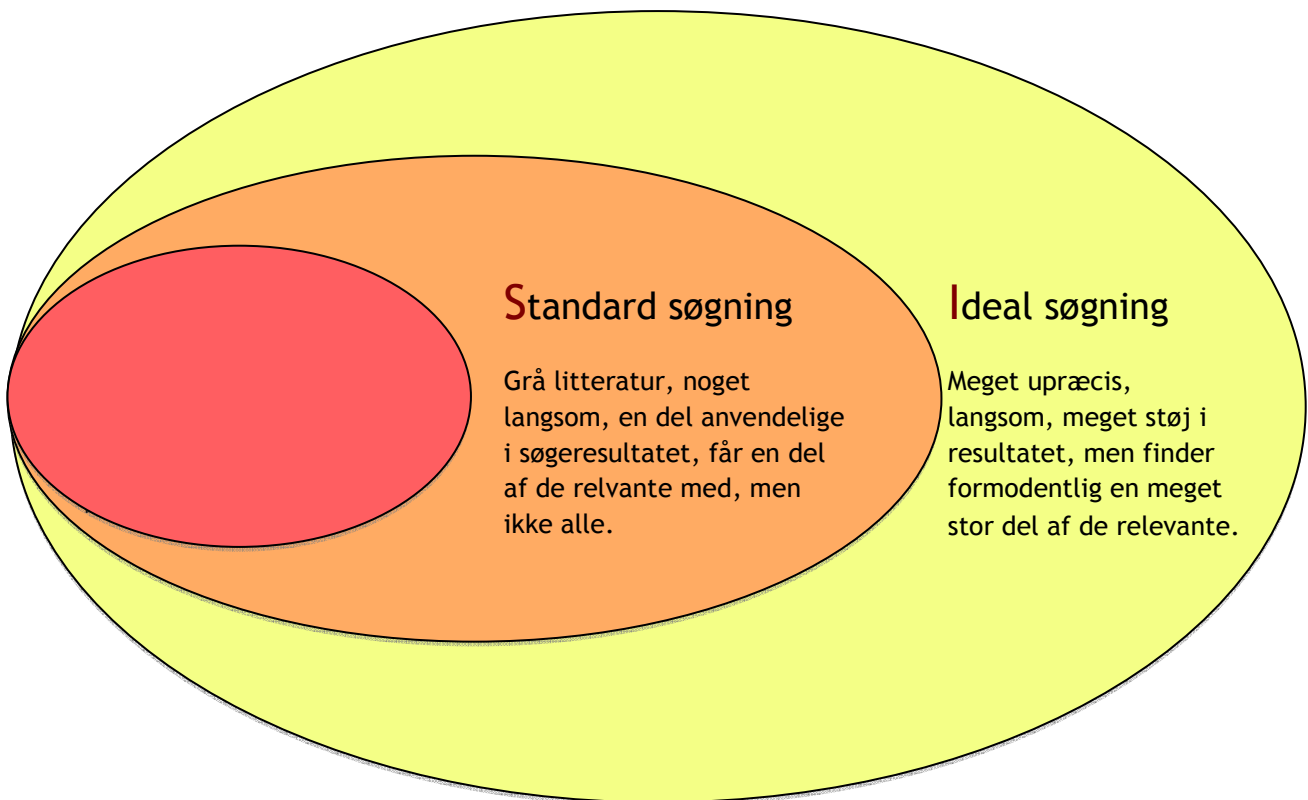 Standard søgning
Grå litteratur, noget
langsom, en del anvendelige
i søgeresultatet, får en del
af de relvante med, men
ikke alle.
Ideal søgning
Meget upræcis,
langsom, meget støj i
resultatet, men finder
formodentlig en meget
stor del af de relevante.